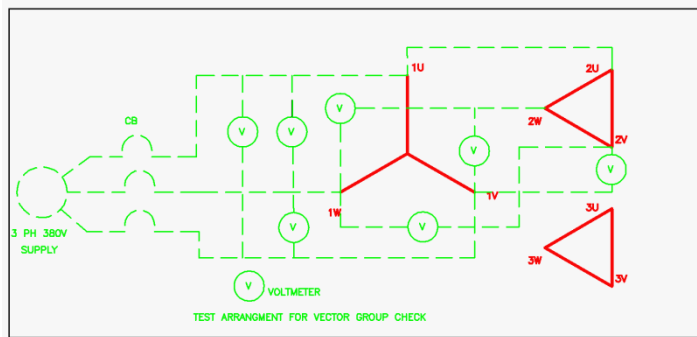 1U
2U
CB
V
2W
V
V
V
2V
V
1W
1V
V
V
3U
3 PH 380V
SUPPLY
3W
3V
V
VOLTMETER
TEST ARRANGMENT FOR VECTOR GROUP CHECK